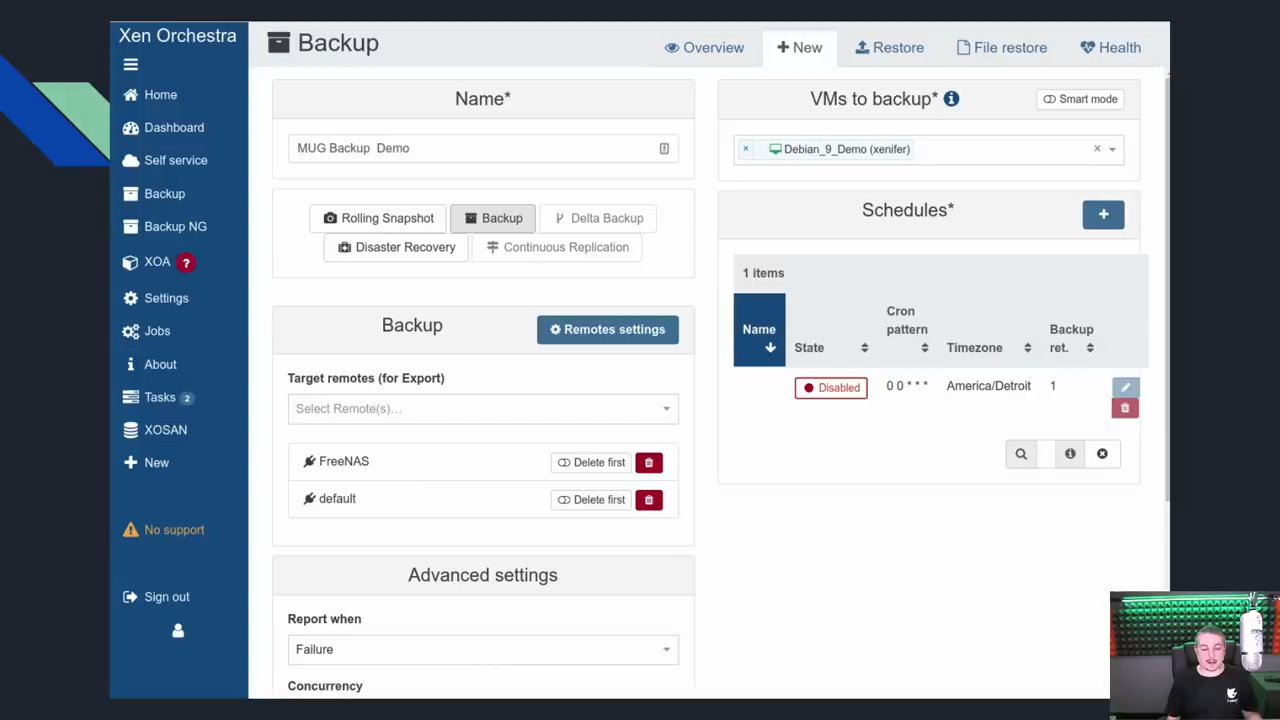 Xen Orchestra
Home
Dashboard
Self service
Backup
Backup NG
XOA ?
Settings
Jobs
About
Tasks 2
XOSAN
New
No support
Sign out
Backup
Overview
New
Restore
File restore
Health
Name*
MUG Backup Demo
Rolling Snapshot
Backup
Delta Backup
Disaster Recovery
Continuous Replication
Backup
Remotes settings
Target remotes (for Export)
Select Remote(s)...
FreeNAS
Delete first
default
Delete first
Advanced settings
Report when
Failure
Concurrency
VMs to backup*
Smart mode
Debian_9_Demo (xenifer)
Schedules*
1 items
Name
State
Cron pattern
Timezone
Backup ret.
Disabled
0 0 * * *
America/Detroit
1